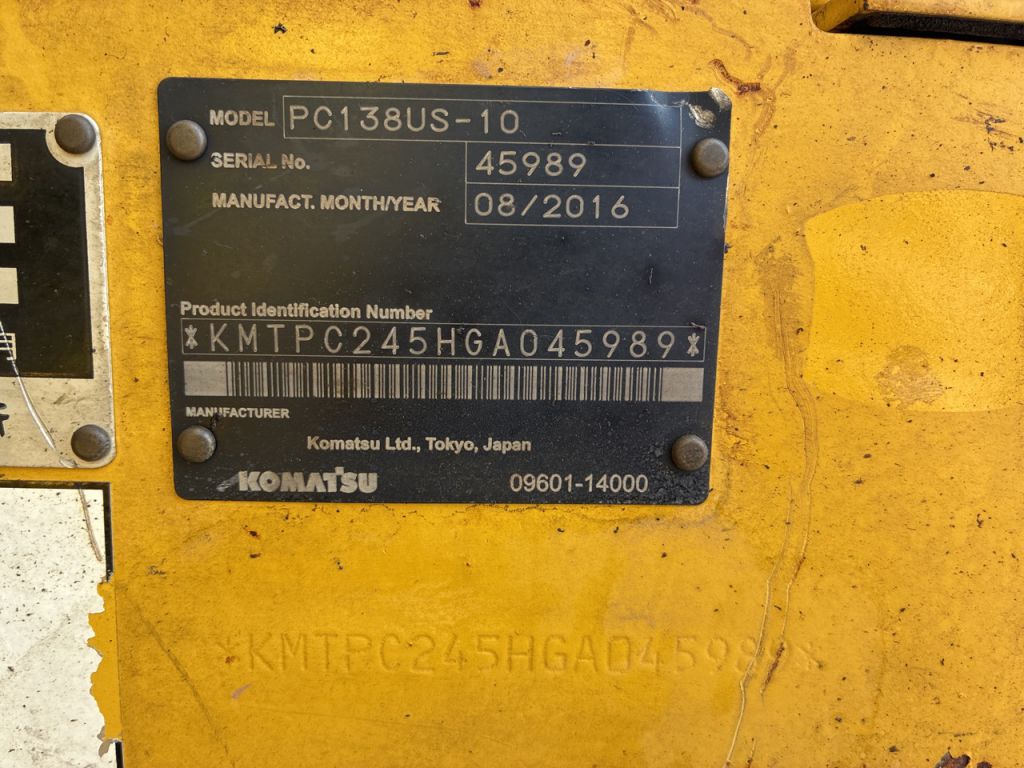 MODEL PC138US-10
SERIAL No. 45989
MANUFACT. MONTH/YEAR 08/2016
Product Identification Number
*KMTPC245HGA045989*
MANUFACTURER
Komatsu Ltd., Tokyo, Japan
KOMATSU 09601-14000
*KMTPC245HGA045989*